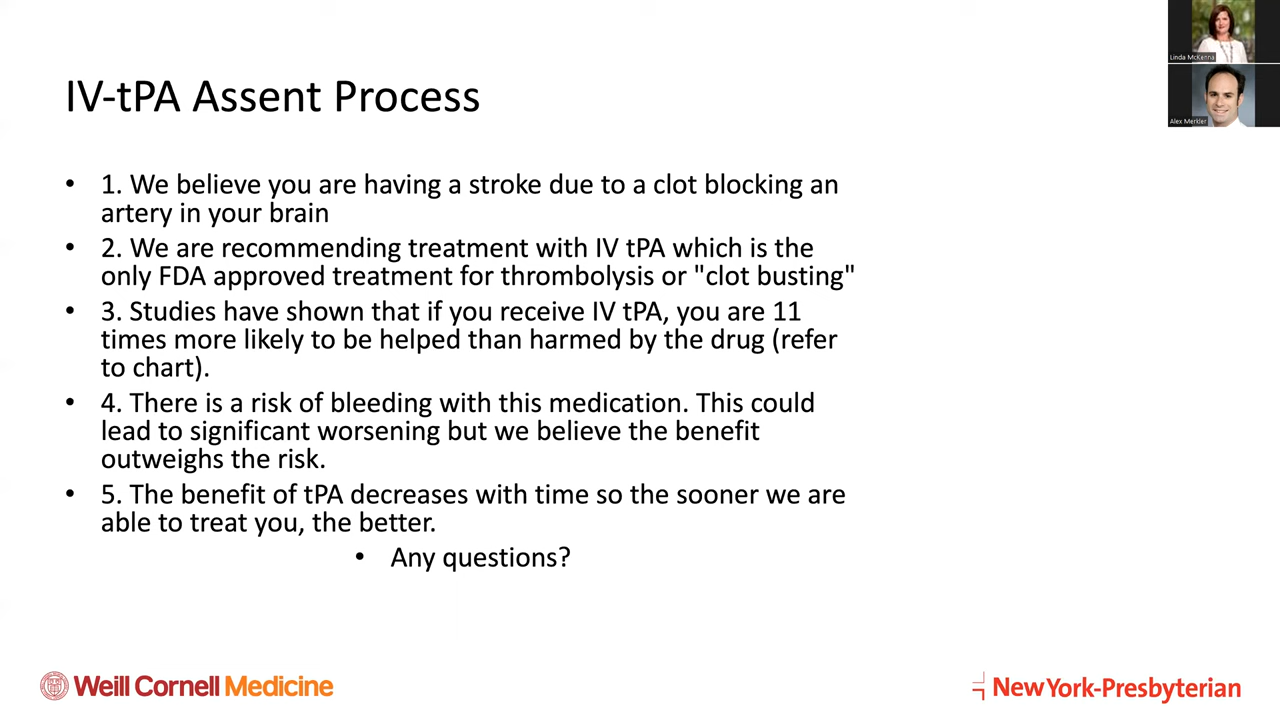 Linda McKenna
Alex Merkler
IV-tPA Assent Process
• 1. We believe you are having a stroke due to a clot blocking an
artery in your brain
• 2. We are recommending treatment with IV tPA which is the
only FDA approved treatment for thrombolysis or "clot busting"
• 3. Studies have shown that if you receive IV tPA, you are 11
times more likely to be helped than harmed by the drug (refer
to chart).
• 4. There is a risk of bleeding with this medication. This could
lead to significant worsening but we believe the benefit
outweighs the risk.
• 5. The benefit of tPA decreases with time so the sooner we are
able to treat you, the better.
• Any questions?
Weill Cornell Medicine
NewYork-Presbyterian